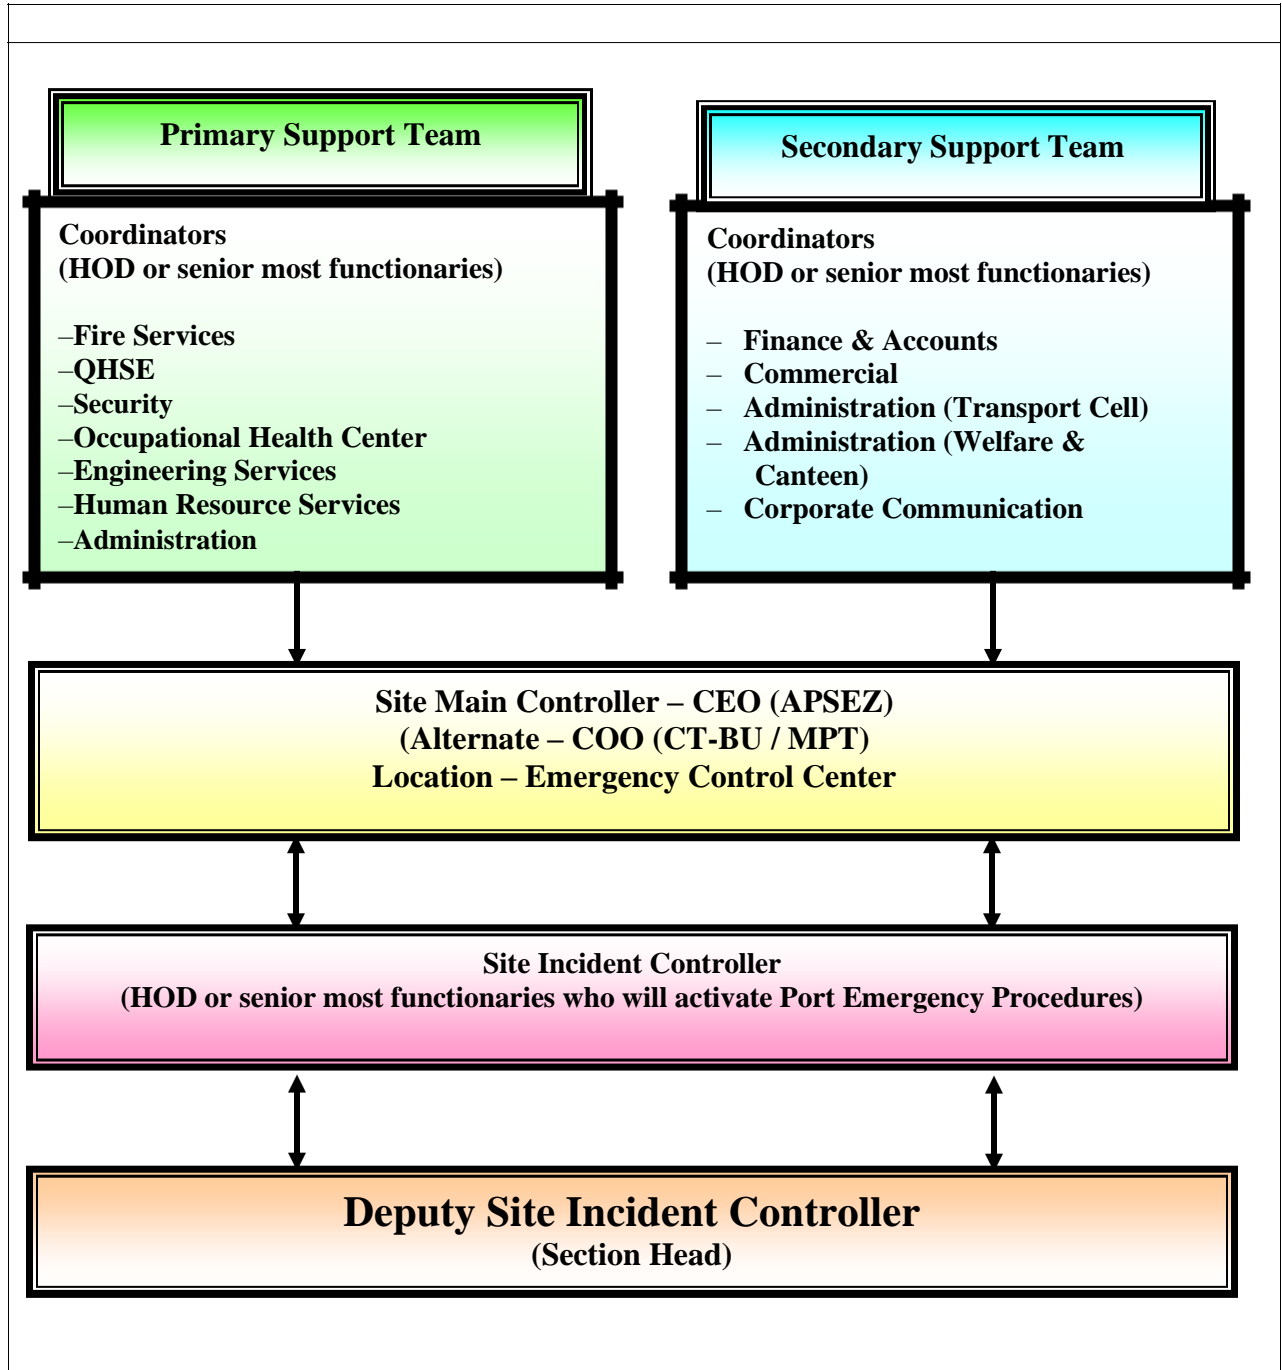 Primary Support Team
Coordinators
(HOD or senior most functionaries)
–Fire Services
–QHSE
–Security
–Occupational Health Center
–Engineering Services
–Human Resource Services
–Administration
Secondary Support Team
Coordinators
(HOD or senior most functionaries)
– Finance & Accounts
– Commercial
– Administration (Transport Cell)
– Administration (Welfare &
Canteen)
– Corporate Communication
Site Main Controller – CEO (APSEZ)
(Alternate – COO (CT-BU / MPT)
Location – Emergency Control Center
Site Incident Controller
(HOD or senior most functionaries who will activate Port Emergency Procedures)
Deputy Site Incident Controller
(Section Head)